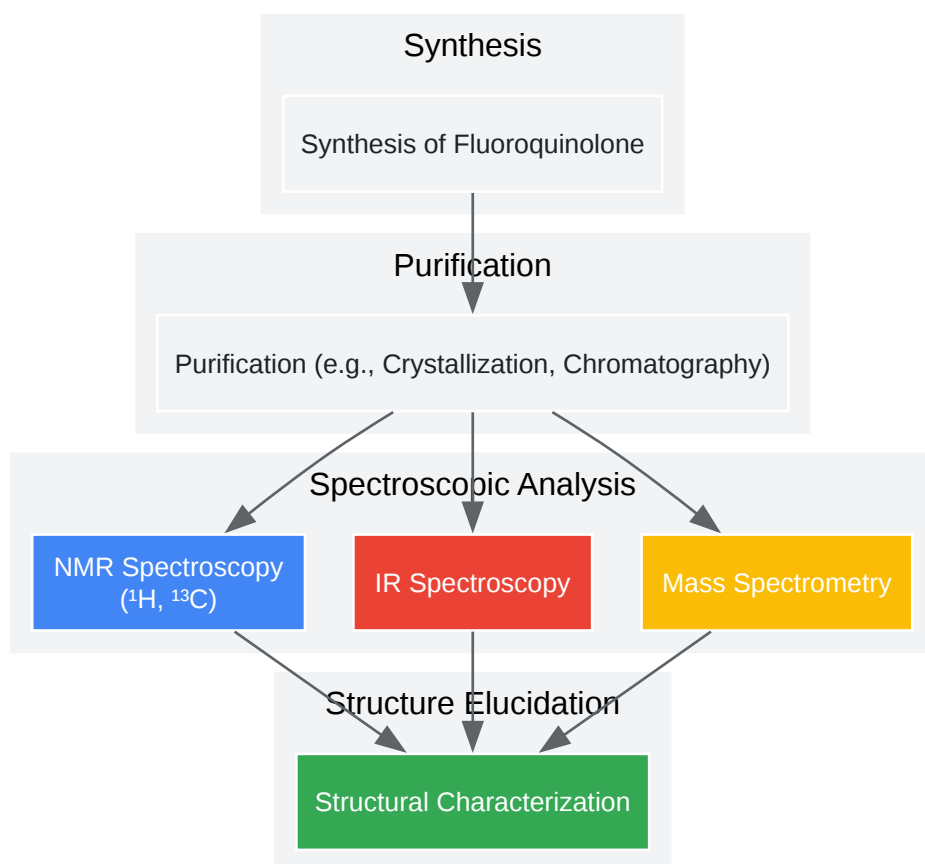 Synthesis
Synthesis of Fluoroquinolone
Purification
Purification (e.g., Crystallization, Chromatography)
Spectroscopic Analysis
NMR Spectroscopy
(¹H, ¹³C)
IR Spectroscopy
Mass Spectrometry
Structure Elucidation
Structural Characterization